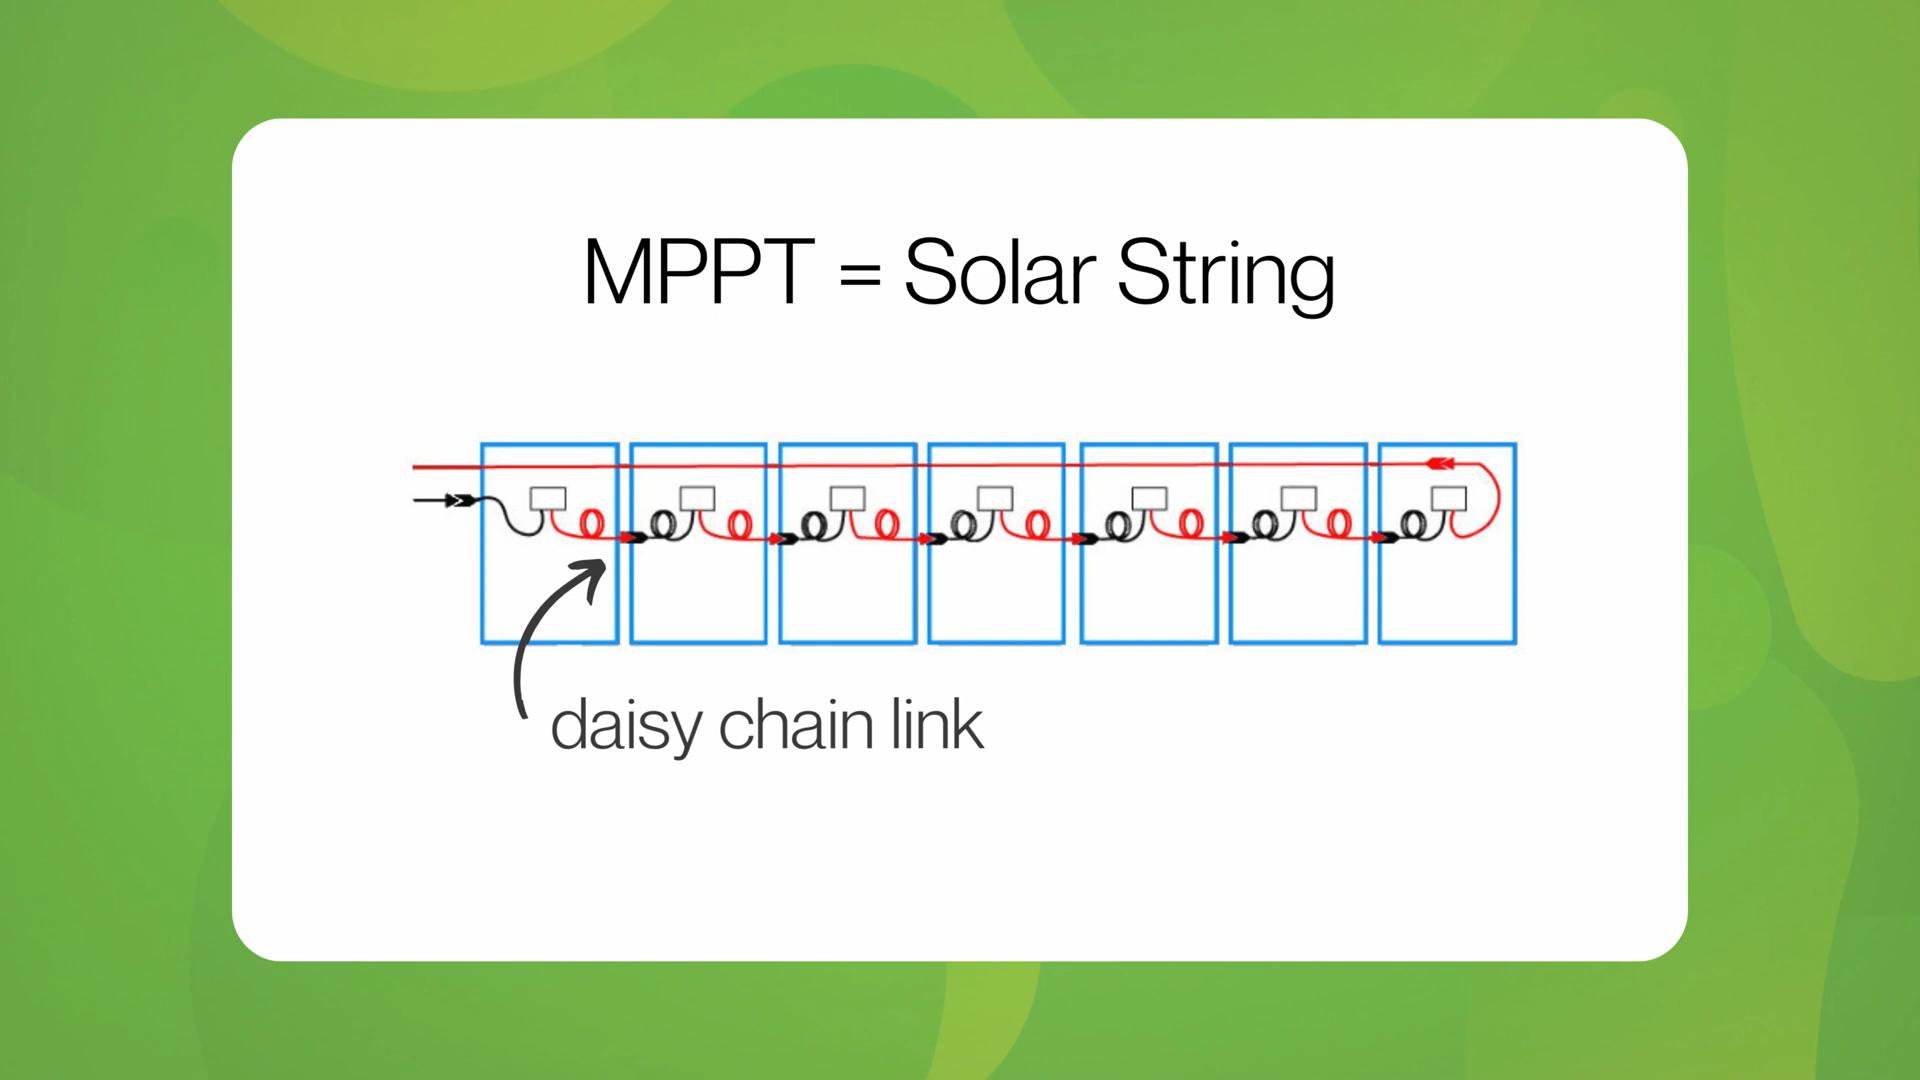 MPPT = Solar String
daisy chain link